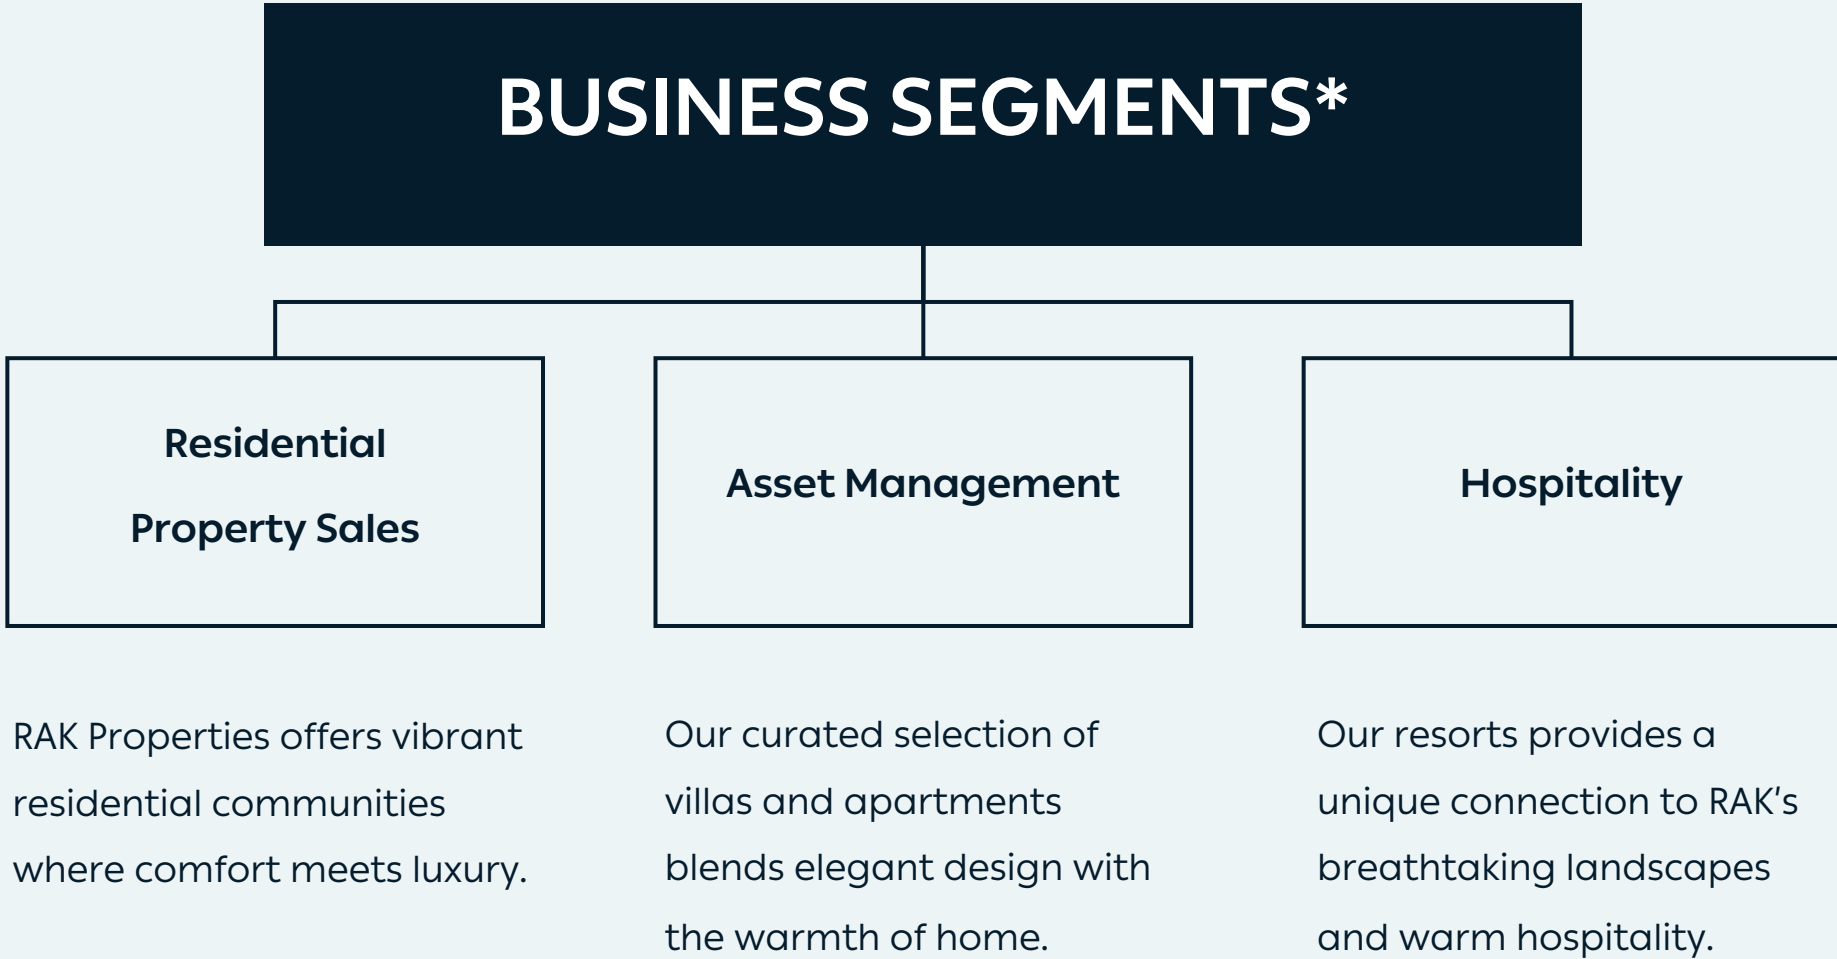 BUSINESS SEGMENTS*
Residential
Property Sales
Asset Management
Hospitality
RAK Properties offers vibrant
residential communities
where comfort meets luxury.
Our curated selection of
villas and apartments
blends elegant design with
the warmth of home.
Our resorts provides a
unique connection to RAK's
breathtaking landscapes
and warm hospitality.